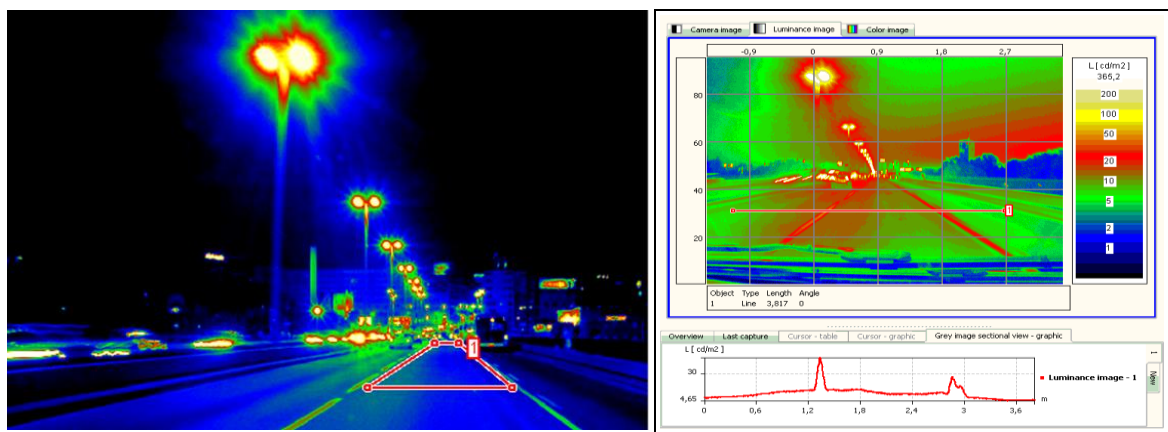 1
Camera image Luminance image Color image
-0,9 0 0,9 1,8 2,7
L [ cd/m2 ]
365,2
200
100
50
20
10
5
2
1
80
60
40
20
1
Object Type Length Angle
1 Line 3,817 0
Overview Last capture Cursor - table Cursor - graphic Grey image sectional view - graphic
L [ cd/m2 ]
30
4,65
0 0,6 1,2 1,8 2,4 3 3,6 m
Luminance image - 1
1
New